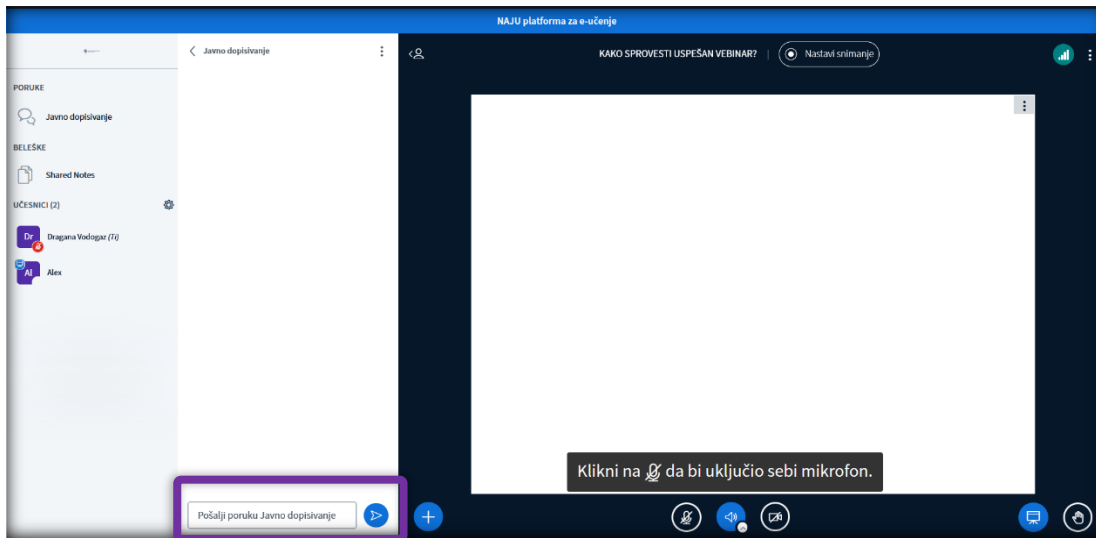 NAJU platforma za e-učenje
PORUKE
Javno dopisivanje
BELEŠKE
Shared Notes
UČESNICI (2)
Dr
Dragana Vodogaz (Ti)
Al
Alex
Javno dopisivanje
Pošalji poruku Javno dopisivanje
KAKO SPROVESTI USPEŠAN VEBINAR?
Nastavi snimanje
Klikni na da bi uključio sebi mikrofon.